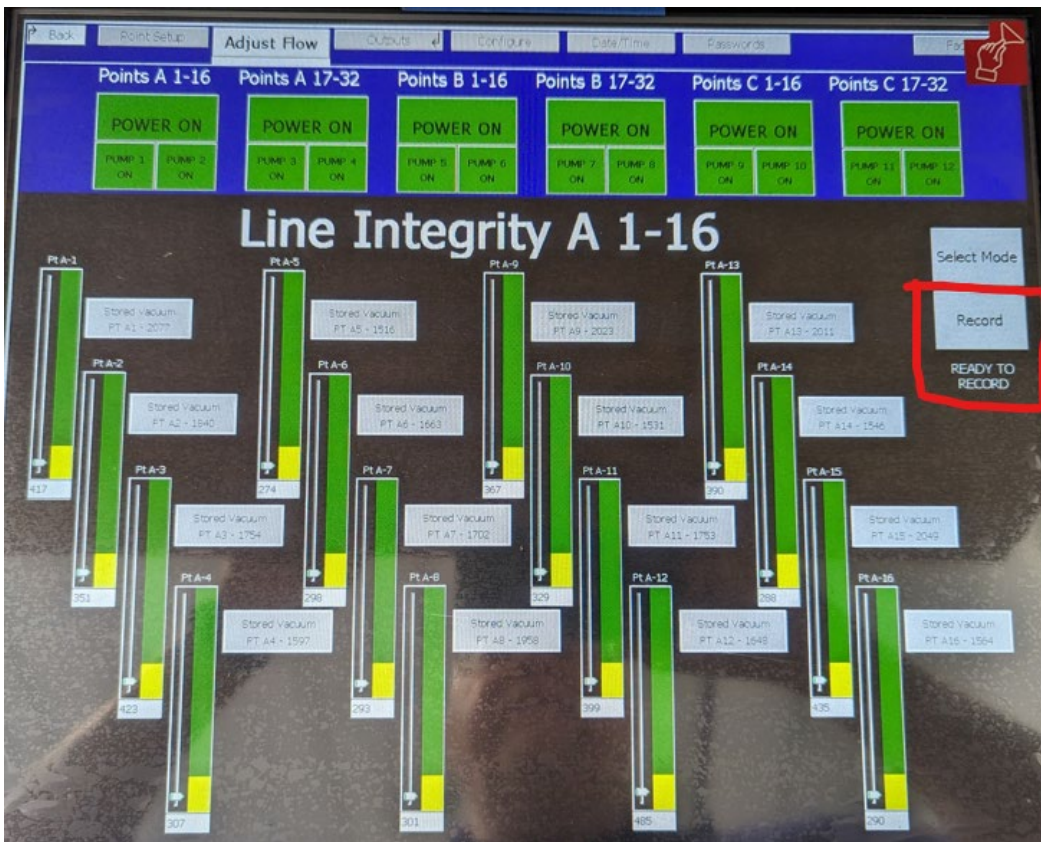 Back
Point Setup
Adjust Flow
Outputs
Configure
Date/Time
Passwords
Points A 1-16
Points A 17-32
Points B 1-16
Points B 17-32
Points C 1-16
Points C 17-32
POWER ON
POWER ON
POWER ON
POWER ON
POWER ON
POWER ON
PUMP 1 ON
PUMP 2 ON
PUMP 3 ON
PUMP 4 ON
PUMP 5 ON
PUMP 6 ON
PUMP 7 ON
PUMP 8 ON
PUMP 9 ON
PUMP 10 ON
PUMP 11 ON
PUMP 12 ON
Line Integrity A 1-16
Select Mode
Record
READY TO
RECORD
Pt A-1
Stored Vacuum
PT A1 - 2077
417
Pt A-5
Stored Vacuum
PT A5 - 1516
274
Pt A-9
Stored Vacuum
PT A9 - 2023
367
Pt A-13
Stored Vacuum
PT A13 - 2011
390
Pt A-2
Stored Vacuum
PT A2 - 1840
351
Pt A-6
Stored Vacuum
PT A6 - 1663
298
Pt A-10
Stored Vacuum
PT A10 - 1531
329
Pt A-14
Stored Vacuum
PT A14 - 1546
288
Pt A-3
Stored Vacuum
PT A3 - 1754
423
Pt A-7
Stored Vacuum
PT A7 - 1702
293
Pt A-11
Stored Vacuum
PT A11 - 1753
399
Pt A-15
Stored Vacuum
PT A15 - 2049
435
Pt A-4
Stored Vacuum
PT A4 - 1597
307
Pt A-8
Stored Vacuum
PT A8 - 1958
301
Pt A-12
Stored Vacuum
PT A12 - 1648
485
Pt A-16
Stored Vacuum
PT A16 - 1564
290